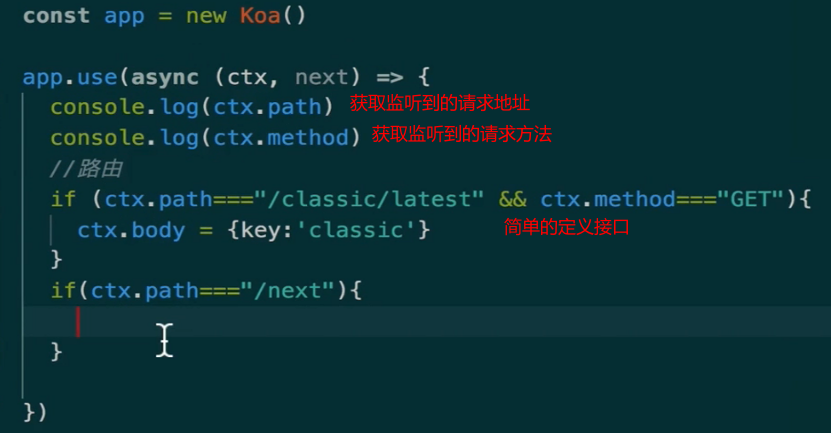 const app = new Koa()
app.use(async (ctx, next) => {
console.log(ctx.path) 获取监听到的请求地址
console.log(ctx.method) 获取监听到的请求方法
//路由
if (ctx.path==="/classic/latest" && ctx.method==="GET"){
ctx.body = {key:'classic'} 简单的定义接口
}
if(ctx.path==="/next"){
}
})